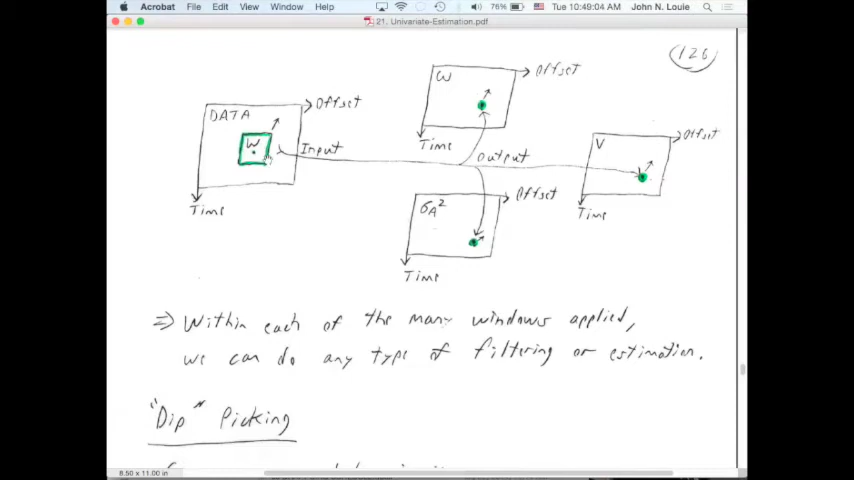 Acrobat File Edit View Window Help 76% Tue 10:49:04 AM John N. Louie
21. Univariate-Estimation.pdf
126
W Offset
DATA Offset
W
Time
Input
Output
V Offset
Time
σA² Offset
Time
Time
⇒ Within each of the many windows applied,
we can do any type of filtering or estimation.
"Dip" Picking
8.50 x 11.00 in